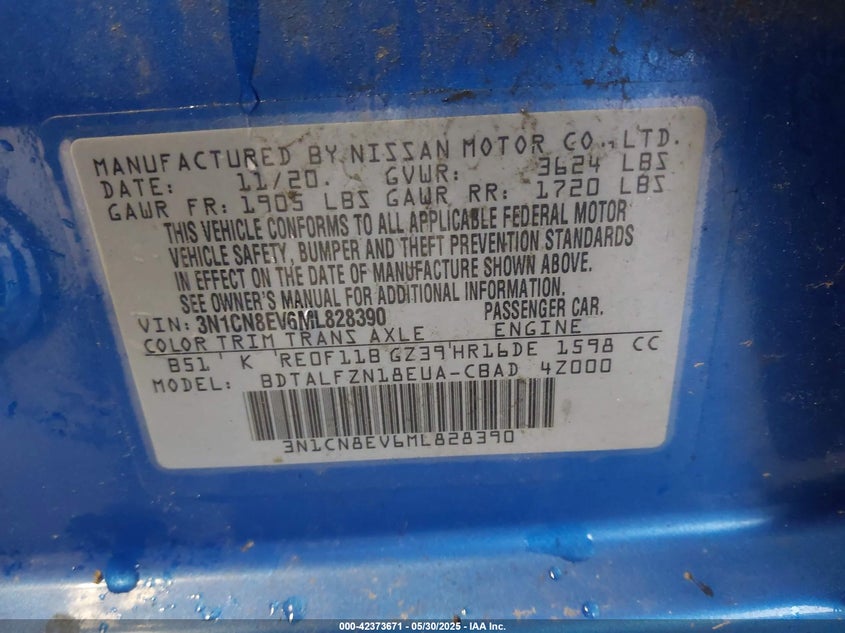 MANUFACTURED BY NISSAN MOTOR CO., LTD.
DATE: 11/20. GVWR: 3624 LBS
GAWR FR: 1905 LBS GAWR RR: 1720 LBS
THIS VEHICLE CONFORMS TO ALL APPLICABLE FEDERAL MOTOR
VEHICLE SAFETY, BUMPER AND THEFT PREVENTION STANDARDS
IN EFFECT ON THE DATE OF MANUFACTURE SHOWN ABOVE.
SEE OWNER'S MANUAL FOR ADDITIONAL INFORMATION.
VIN: 3N1CN8EV6ML828390 PASSENGER CAR.
COLOR TRIM TRANS AXLE ENGINE
B51 K RE0F11B GZ39 HR16DE 1598 CC
MODEL: BDTALFZN18EUA-CBAD 4Z000
3N1CN8EV6ML828390
000-42373671 - 05/30/2025 - IAA Inc.